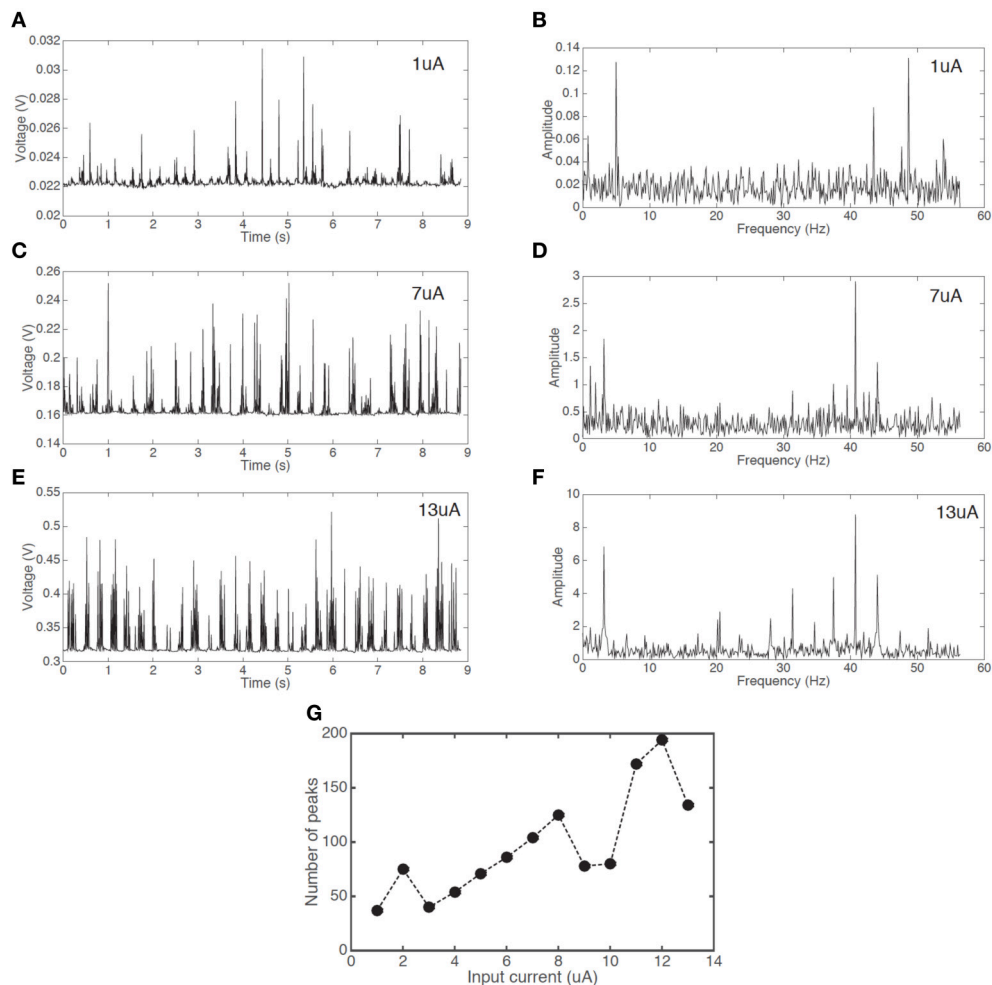 A
0.032
0.03
0.028
0.026
0.024
0.022
0.02
Voltage (V)
1uA
0 1 2 3 4 5 6 7 8 9
Time (s)
B
0.14
0.12
0.1
0.08
0.06
0.04
0.02
0
Amplitude
1uA
0 10 20 30 40 50 60
Frequency (Hz)
C
0.26
0.24
0.22
0.2
0.18
0.16
0.14
Voltage (V)
7uA
0 1 2 3 4 5 6 7 8 9
Time (s)
D
3
2.5
2
1.5
1
0.5
0
Amplitude
7uA
0 10 20 30 40 50 60
Frequency (Hz)
E
0.55
0.5
0.45
0.4
0.35
0.3
Voltage (V)
13uA
0 1 2 3 4 5 6 7 8 9
Time (s)
F
10
8
6
4
2
0
Amplitude
13uA
0 10 20 30 40 50 60
Frequency (Hz)
G
200
150
100
50
0
Number of peaks
0 2 4 6 8 10 12 14
Input current (uA)